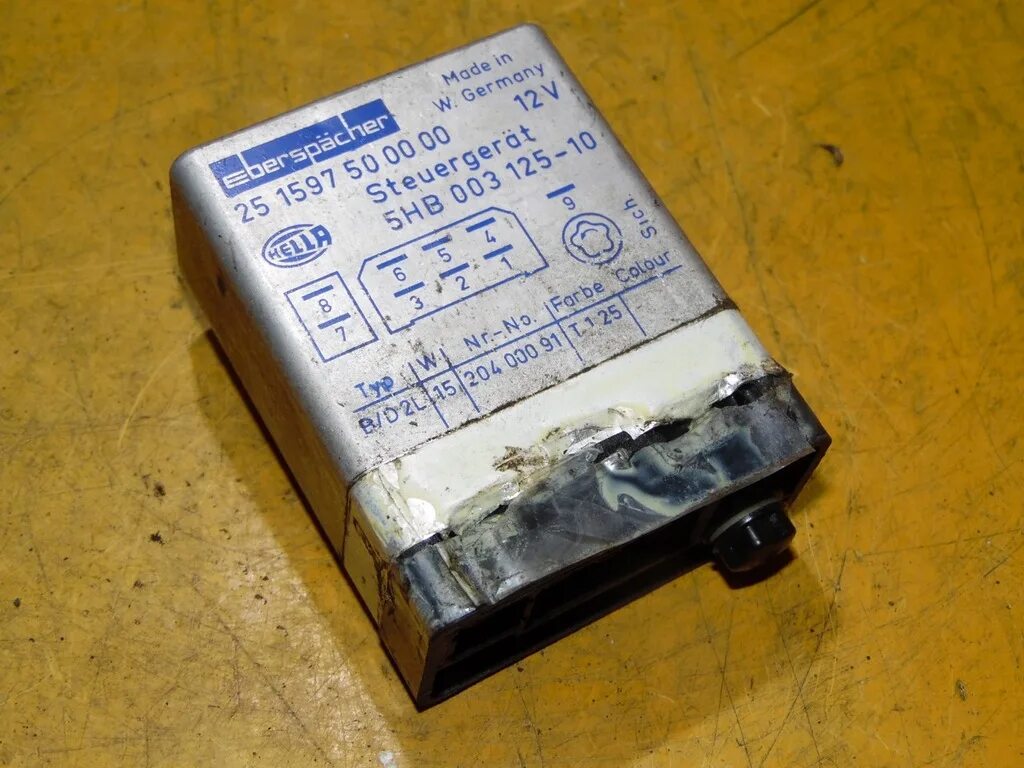 eberspächer
Made in
W. Germany
25 1597 50 00 00
12 V
Steuergerät
5HB 003 125-10
HELLA
8
7
6 5 4
3 2 1
9
Sich
Typ W Nr.-No. Farbe Colour
B/D2L 15 204 000 91 T. 1·25